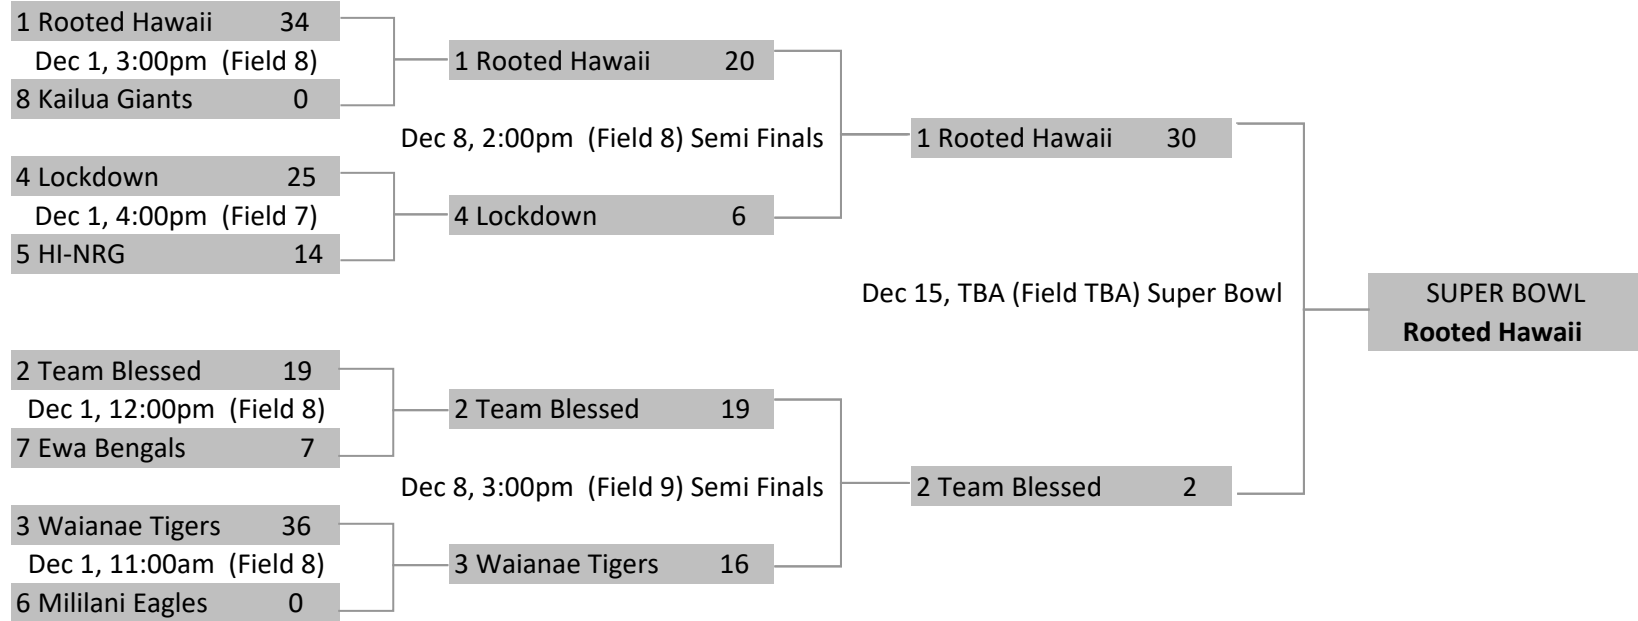 1 Rooted Hawaii 34
Dec 1, 3:00pm (Field 8)
8 Kailua Giants 0
4 Lockdown 25
Dec 1, 4:00pm (Field 7)
5 HI-NRG 14
2 Team Blessed 19
Dec 1, 12:00pm (Field 8)
7 Ewa Bengals 7
3 Waianae Tigers 36
Dec 1, 11:00am (Field 8)
6 Mililani Eagles 0
1 Rooted Hawaii 20
Dec 8, 2:00pm (Field 8) Semi Finals
4 Lockdown 6
2 Team Blessed 19
Dec 8, 3:00pm (Field 9) Semi Finals
3 Waianae Tigers 16
1 Rooted Hawaii 30
Dec 15, TBA (Field TBA) Super Bowl
2 Team Blessed 2
SUPER BOWL
Rooted Hawaii